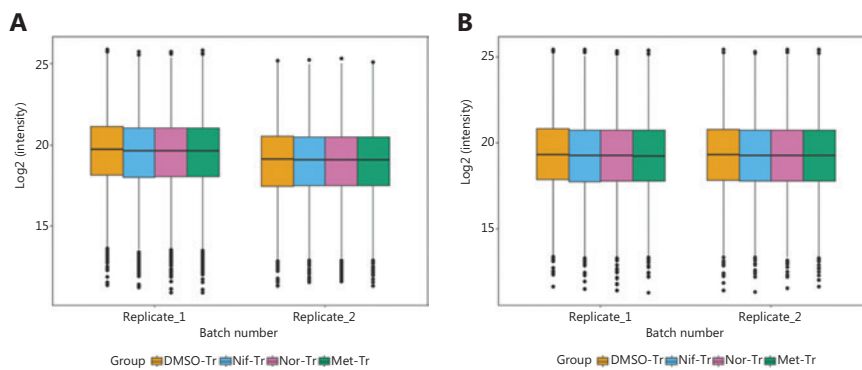 A
25
20
15
Log2 (intensity)
Replicate_1 Replicate_2
Batch number
Group DMSO-Tr Nif-Tr Nor-Tr Met-Tr
B
25
20
15
Log2 (intensity)
Replicate_1 Replicate_2
Batch number
Group DMSO-Tr Nif-Tr Nor-Tr Met-Tr